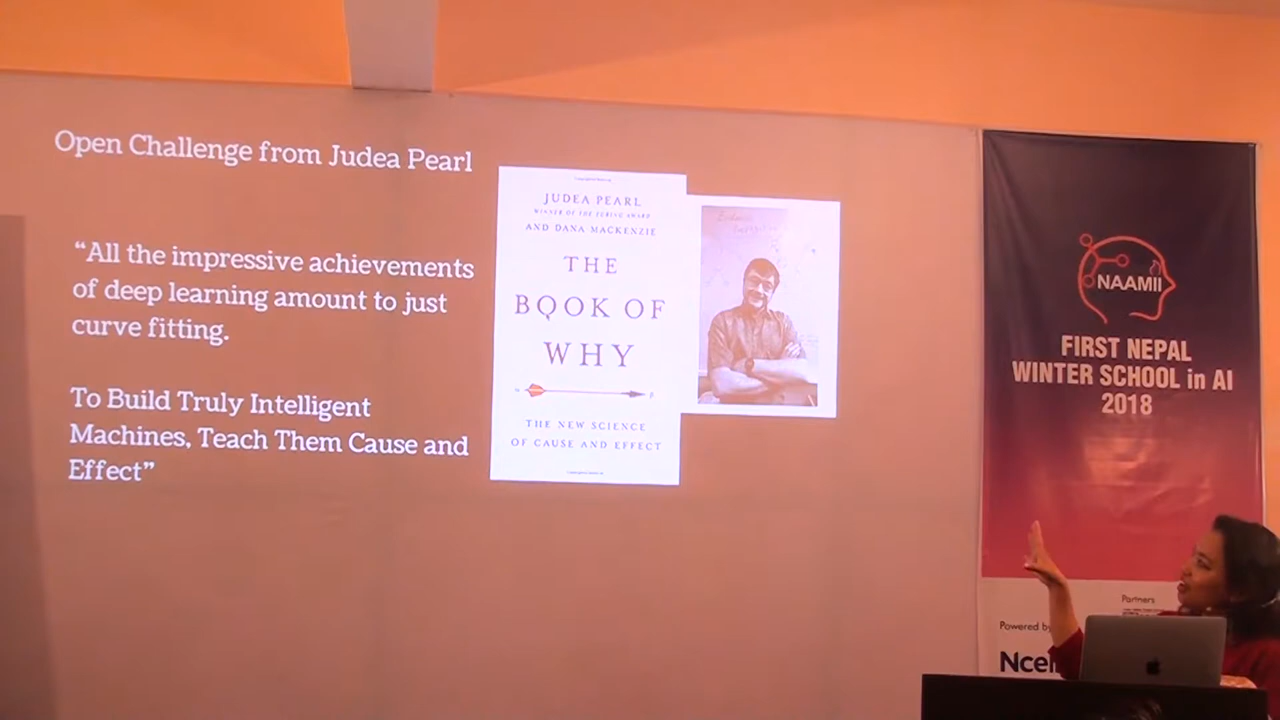 Open Challenge from Judea Pearl
“All the impressive achievements
of deep learning amount to just
curve fitting.
To Build Truly Intelligent
Machines, Teach Them Cause and
Effect”
JUDEA PEARL
WINNER OF THE TURING AWARD
AND DANA MACKENZIE
THE
BOOK OF
WHY
THE NEW SCIENCE
OF CAUSE AND EFFECT
NAAMII
FIRST NEPAL
WINTER SCHOOL in AI
2018
Partners
Powered by
Ncel